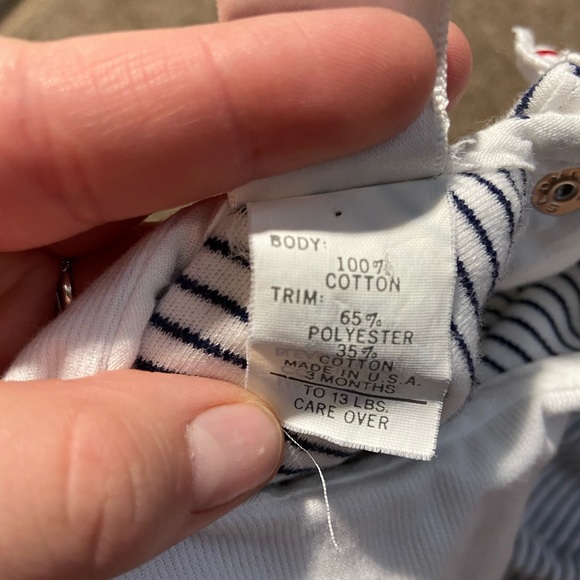 BODY:
100%
COTTON
TRIM:
65%
POLYESTER
35%
COTTON
MADE IN U.S.A.
3 MONTHS
TO 13 LBS.
CARE OVER